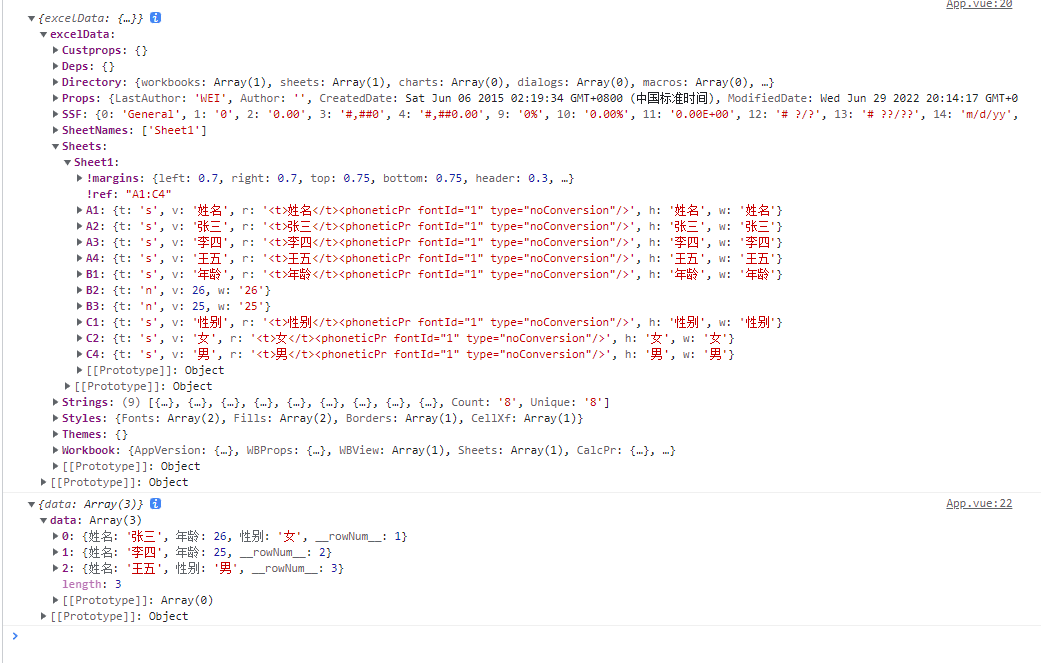 App.vue:20
▼{excelData: {…}} i
▼excelData:
▶Custprops: {}
▶Deps: {}
▶Directory: {workbooks: Array(1), sheets: Array(1), charts: Array(0), dialogs: Array(0), macros: Array(0), …}
▶Props: {LastAuthor: 'WEI', Author: '', CreatedDate: Sat Jun 06 2015 02:19:34 GMT+0800 (中国标准时间), ModifiedDate: Wed Jun 29 2022 20:14:17 GMT+0
▶SSF: {0: 'General', 1: '0', 2: '0.00', 3: '#,##0', 4: '#,##0.00', 9: '0%', 10: '0.00%', 11: '0.00E+00', 12: '# ?/?', 13: '# ??/??', 14: 'm/d/yy',
▶SheetNames: ['Sheet1']
▼Sheets:
▼Sheet1:
▶!margins: {left: 0.7, right: 0.7, top: 0.75, bottom: 0.75, header: 0.3, …}
!ref: "A1:C4"
▶A1: {t: 's', v: '姓名', r: '<t>姓名</t><phoneticPr fontId="1" type="noConversion"/>', h: '姓名', w: '姓名'}
▶A2: {t: 's', v: '张三', r: '<t>张三</t><phoneticPr fontId="1" type="noConversion"/>', h: '张三', w: '张三'}
▶A3: {t: 's', v: '李四', r: '<t>李四</t><phoneticPr fontId="1" type="noConversion"/>', h: '李四', w: '李四'}
▶A4: {t: 's', v: '王五', r: '<t>王五</t><phoneticPr fontId="1" type="noConversion"/>', h: '王五', w: '王五'}
▶B1: {t: 's', v: '年龄', r: '<t>年龄</t><phoneticPr fontId="1" type="noConversion"/>', h: '年龄', w: '年龄'}
▶B2: {t: 'n', v: 26, w: '26'}
▶B3: {t: 'n', v: 25, w: '25'}
▶C1: {t: 's', v: '性别', r: '<t>性别</t><phoneticPr fontId="1" type="noConversion"/>', h: '性别', w: '性别'}
▶C2: {t: 's', v: '女', r: '<t>女</t><phoneticPr fontId="1" type="noConversion"/>', h: '女', w: '女'}
▶C4: {t: 's', v: '男', r: '<t>男</t><phoneticPr fontId="1" type="noConversion"/>', h: '男', w: '男'}
▶[[Prototype]]: Object
▶[[Prototype]]: Object
▶Strings: (9) [{…}, {…}, {…}, {…}, {…}, {…}, {…}, {…}, {…}, Count: '8', Unique: '8']
▶Styles: {Fonts: Array(2), Fills: Array(2), Borders: Array(1), CellXf: Array(1)}
▶Themes: {}
▶Workbook: {AppVersion: {…}, WBProps: {…}, WBView: Array(1), Sheets: Array(1), CalcPr: {…}, …}
▶[[Prototype]]: Object
▶[[Prototype]]: Object
▼{data: Array(3)} i App.vue:22
▼data: Array(3)
▶0: {姓名: '张三', 年龄: 26, 性别: '女', __rowNum__: 1}
▶1: {姓名: '李四', 年龄: 25, __rowNum__: 2}
▶2: {姓名: '王五', 性别: '男', __rowNum__: 3}
length: 3
▶[[Prototype]]: Array(0)
▶[[Prototype]]: Object
>